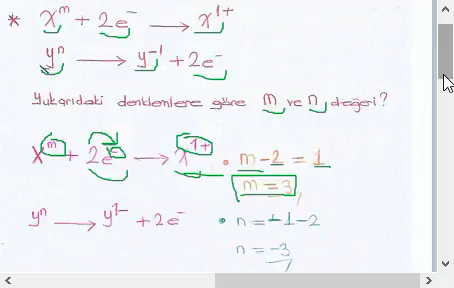 * X^m + 2e^- → X^1+
y^n → y^-1 + 2e^-
Yukarıdaki denklemlere göre m ve n değeri?
X^m + 2e^- → X^1+ • m-2 = 1
m = 3
y^n → y^1- + 2e^- • n = -1-2
n = -3